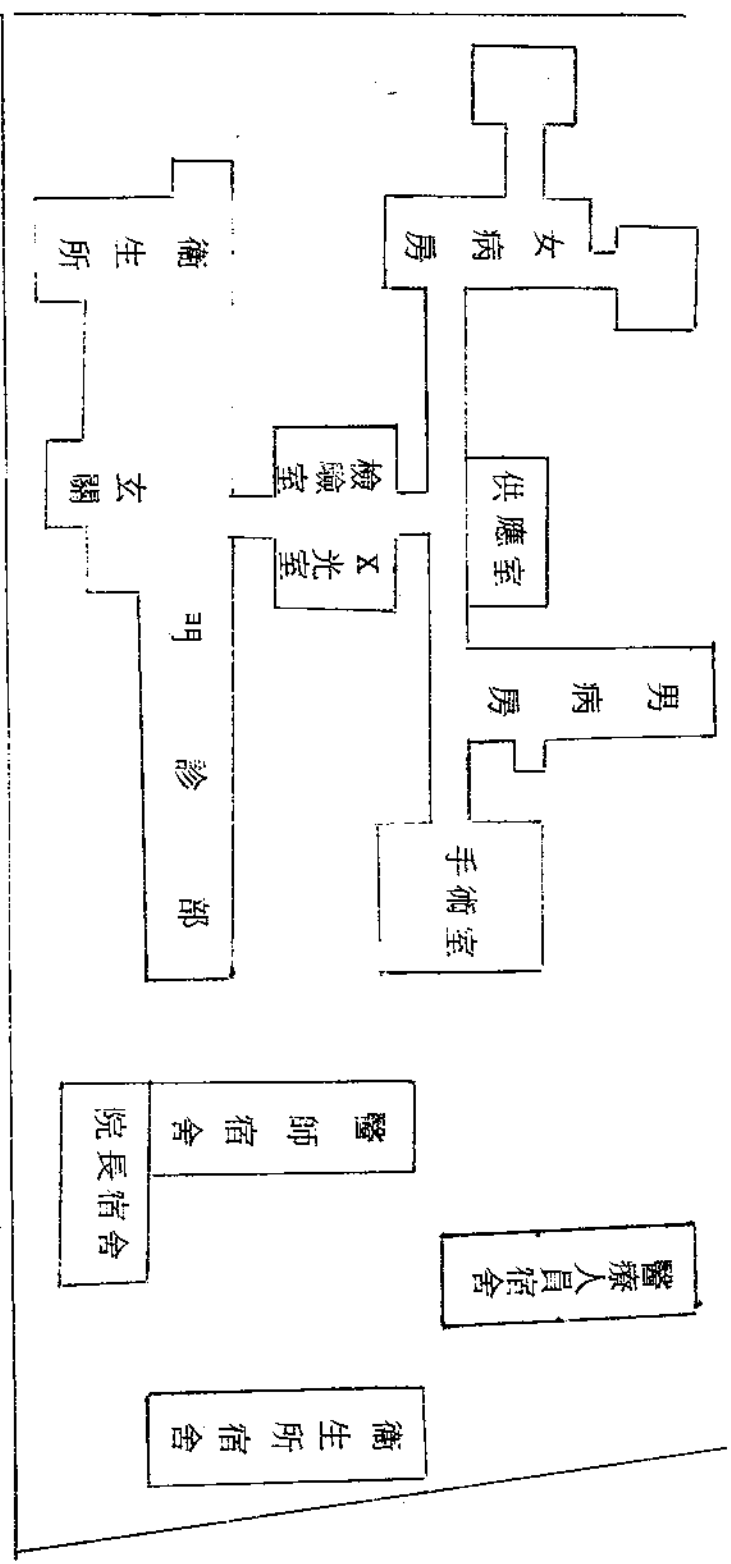 女病房
衛生所
供應室
檢驗室
X光室
玄關
男病房
門診部
手術室
醫師宿舍
院長宿舍
醫療人員宿舍
衛生所宿舍